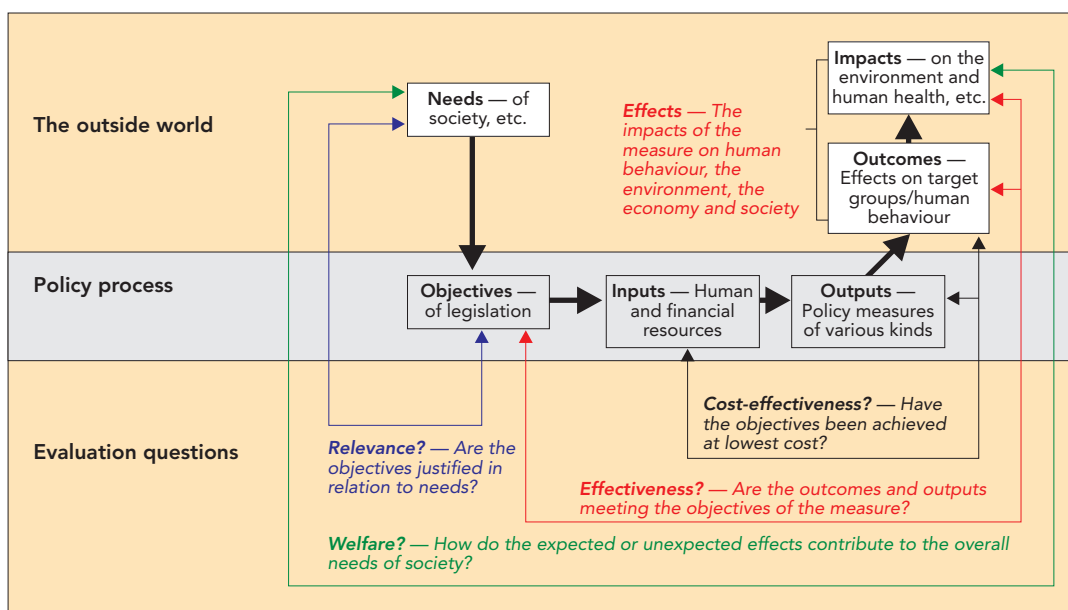 The outside world
Needs — of
society, etc.
Effects — The
impacts of the
measure on human
behaviour, the
environment, the
economy and society
Impacts — on the
environment and
human health, etc.
Outcomes —
Effects on target
groups/human
behaviour
Policy process
Objectives —
of legislation
Inputs — Human
and financial
resources
Outputs —
Policy measures
of various kinds
Evaluation questions
Relevance? — Are the
objectives justified in
relation to needs?
Cost-effectiveness? — Have
the objectives been achieved
at lowest cost?
Effectiveness? — Are the outcomes and outputs
meeting the objectives of the measure?
Welfare? — How do the expected or unexpected effects contribute to the overall
needs of society?